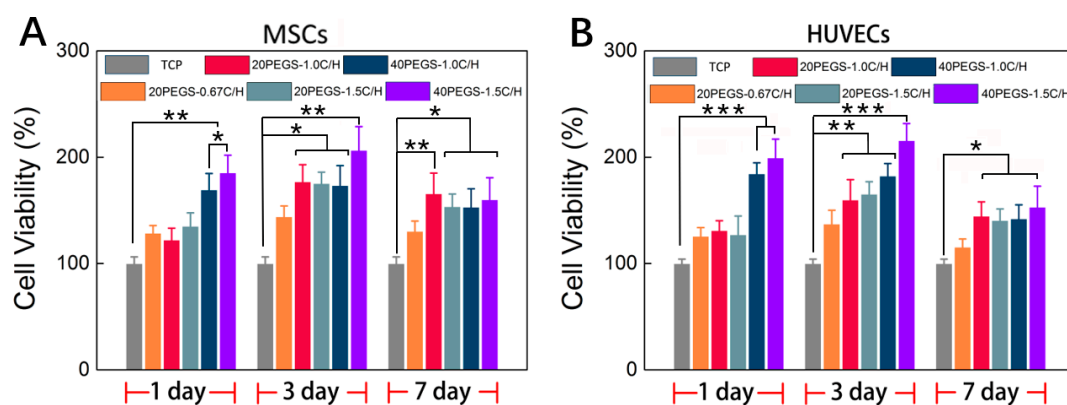 A
MSCs
300
TCP 20PEGS-1.0C/H 40PEGS-1.0C/H
20PEGS-0.67C/H 20PEGS-1.5C/H 40PEGS-1.5C/H
** ** *
* * **
200
100
0
Cell Viability (%)
1 day 3 day 7 day
B
HUVECs
300
TCP 20PEGS-1.0C/H 40PEGS-1.0C/H
20PEGS-0.67C/H 20PEGS-1.5C/H 40PEGS-1.5C/H
*** *** **
*
200
100
0
Cell Viability (%)
1 day 3 day 7 day